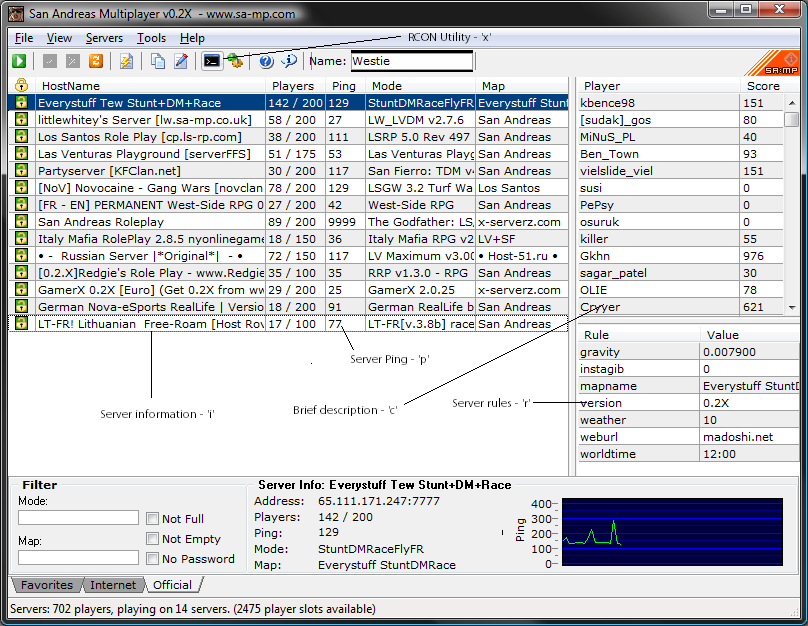 San Andreas Multiplayer v0.2X - www.sa-mp.com
File View Servers Tools Help
RCON Utility - 'x'
Name: Westie
SA:MP
HostName Players Ping Mode Map
Everystuff Tew Stunt+DM+Race 142 / 200 129 StuntDMRaceFlyFR Everystuff Stunt
littlewhitey's Server [lw.sa-mp.co.uk] 58 / 200 27 LW_LVDM v2.7.6 San Andreas
Los Santos Role Play [cp.ls-rp.com] 38 / 200 111 LSRP 5.0 Rev 497 San Andreas
Las Venturas Playground [serverFFS] 51 / 175 53 Las Venturas Playg San Andreas
Partyserver [KFClan.net] 30 / 200 117 San Fierro: TDM v4 San Andreas
[NoV] Novocaine - Gang Wars [novclan 78 / 200 129 LSGW 3.2 Turf Wa Los Santos
[FR - EN] PERMANENT West-Side RPG 0 27 / 200 42 West-Side RPG San Andreas
San Andreas Roleplay 89 / 200 9999 The Godfather: LS, x-serverz.com
Italy Mafia RolePlay 2.8.5 nyonlinegame 18 / 150 36 Italy Mafia RPG v2 LV+SF
• - Russian Server |*Original*| - • 72 / 150 117 LV Maximum v3.00 • Host-51.ru •
[0.2.X]Redgie's Role Play - www.Redgie 35 / 100 35 RRP v1.3.0 - RPG San Andreas
GamerX 0.2X [Euro] (Get 0.2X from ww 29 / 200 25 GamerX 2.0.25 x-serverz.com
German Nova-eSports RealLife | Version 18 / 200 91 German RealLife b San Andreas
LT-FR! Lithuanian Free-Roam [Host Rov 17 / 100 77 LT-FR[v.3.8b] race San Andreas
Server Ping - 'p'
Server information - 'i'
Brief description - 'c'
Server rules - 'r'
Player Score
kbence98 151
[sudak]_gos 80
MiNuS_PL 40
Ben_Town 93
vielslide_viel 151
susi 0
PePsy 0
osuruk 0
killer 55
Gkhn 976
sagar_patel 30
OLIE 78
Cryyer 621
Rule Value
gravity 0.007900
instagib 0
mapname Everystuff StuntD
version 0.2X
weather 10
weburl madoshi.net
worldtime 12:00
Filter
Mode:
Map:
Not Full
Not Empty
No Password
Server Info: Everystuff Tew Stunt+DM+Race
Address: 65.111.171.247:7777
Players: 142 / 200
Ping: 129
Mode: StuntDMRaceFlyFR
Map: Everystuff StuntDMRace
Ping
400
300
200
100
0
Favorites Internet Official
Servers: 702 players, playing on 14 servers. (2475 player slots available)